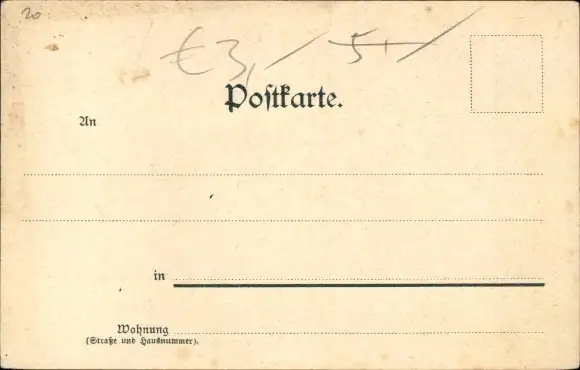 20
€3,- 5,-
Postkarte.
An
in
Wohnung
(Straße und Hausnummer).